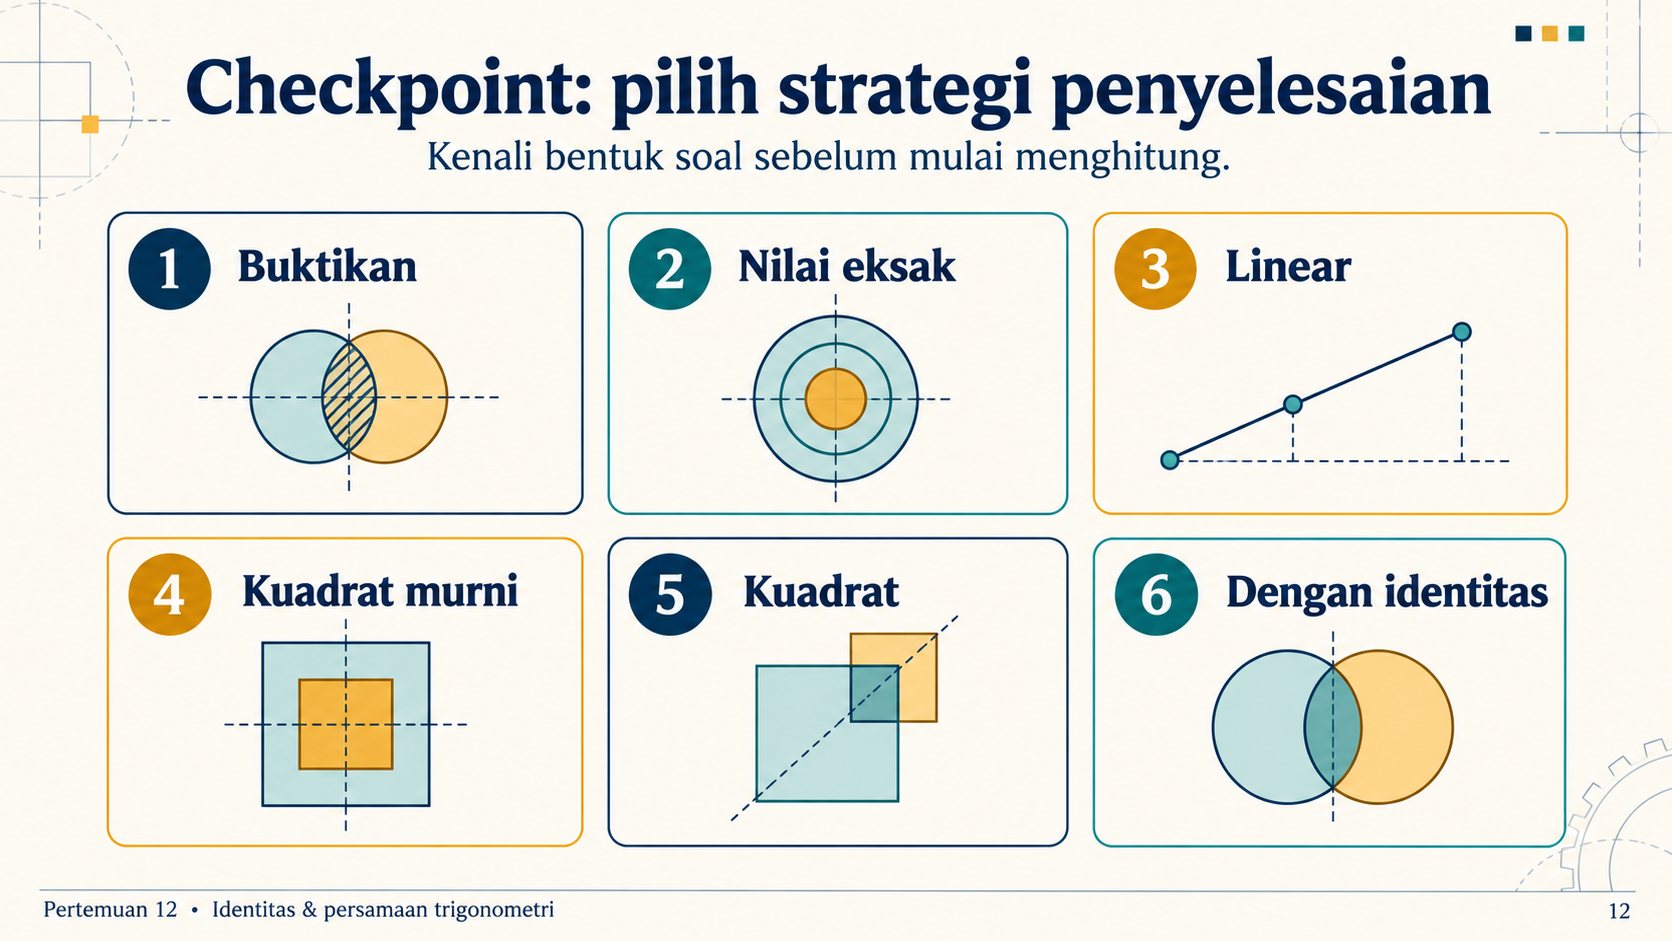 Checkpoint: pilih strategi penyelesaian
Kenali bentuk soal sebelum mulai menghitung.
1 Buktikan
2 Nilai eksak
3 Linear
4 Kuadrat murni
5 Kuadrat
6 Dengan identitas
Pertemuan 12 • Identitas & persamaan trigonometri
12